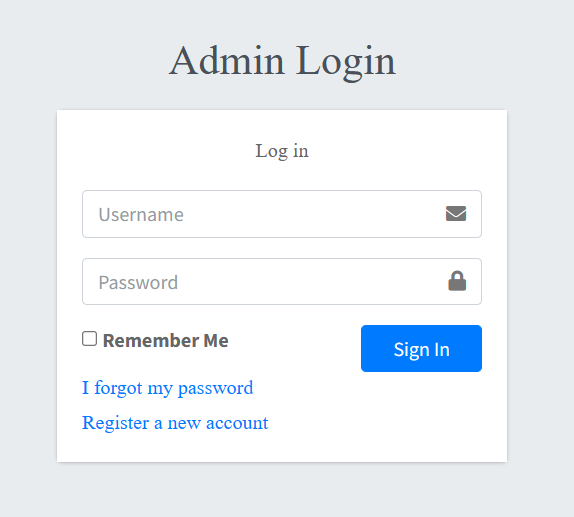 Admin Login
Log in
Username
Password
Remember Me
Sign In
I forgot my password
Register a new account